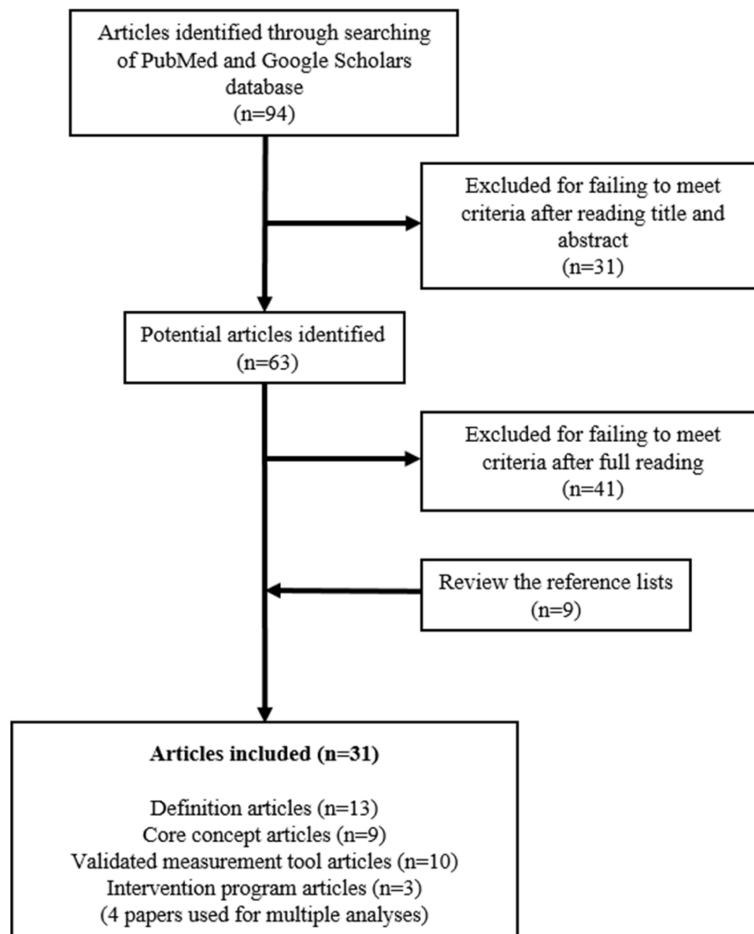 Articles identified through searching
of PubMed and Google Scholars
database
(n=94)
Excluded for failing to meet
criteria after reading title and
abstract
(n=31)
Potential articles identified
(n=63)
Excluded for failing to meet
criteria after full reading
(n=41)
Review the reference lists
(n=9)
Articles included (n=31)
Definition articles (n=13)
Core concept articles (n=9)
Validated measurement tool articles (n=10)
Intervention program articles (n=3)
(4 papers used for multiple analyses)